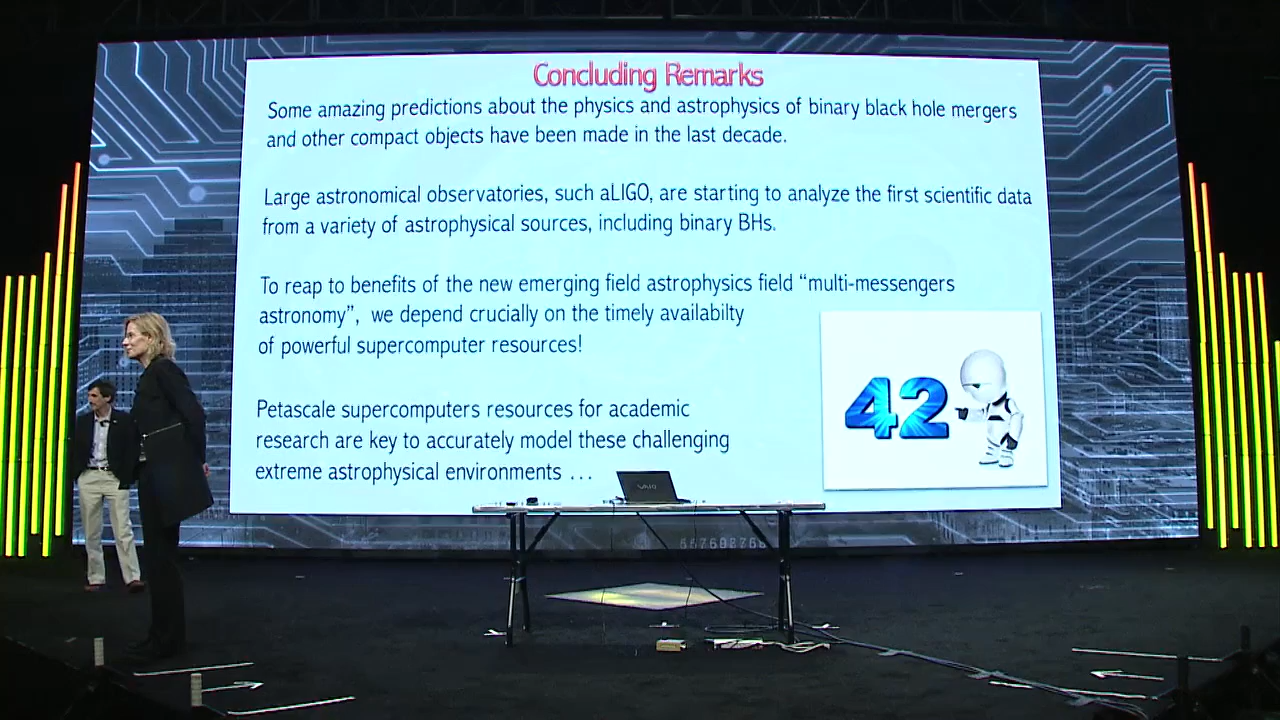 Concluding Remarks
Some amazing predictions about the physics and astrophysics of binary black hole mergers
and other compact objects have been made in the last decade.
Large astronomical observatories, such aLIGO, are starting to analyze the first scientific data
from a variety of astrophysical sources, including binary BHs.
To reap to benefits of the new emerging field astrophysics field “multi-messengers
astronomy”, we depend crucially on the timely availabilty
of powerful supercomputer resources!
42
Petascale supercomputers resources for academic
research are key to accurately model these challenging
extreme astrophysical environments ...
VAIO